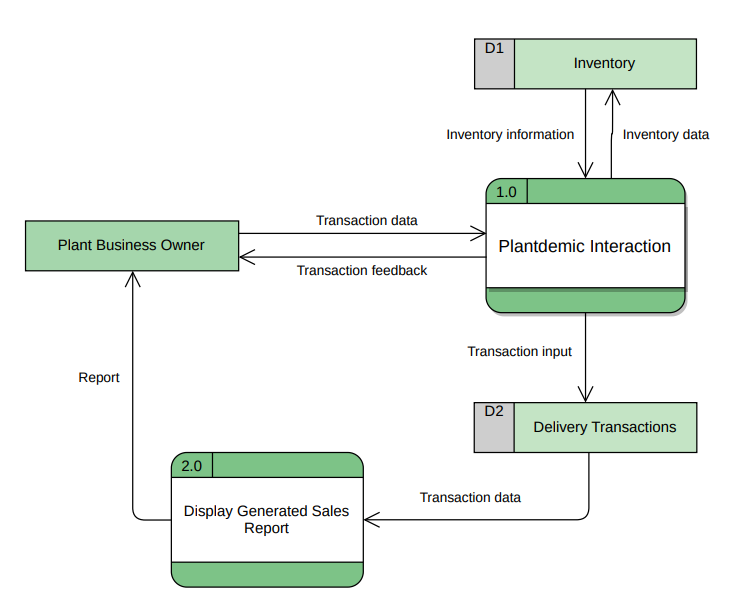 D1
Inventory
Inventory information
Inventory data
1.0
Plantdemic Interaction
Transaction data
Plant Business Owner
Transaction feedback
Transaction input
Report
D2
Delivery Transactions
2.0
Display Generated Sales
Report
Transaction data